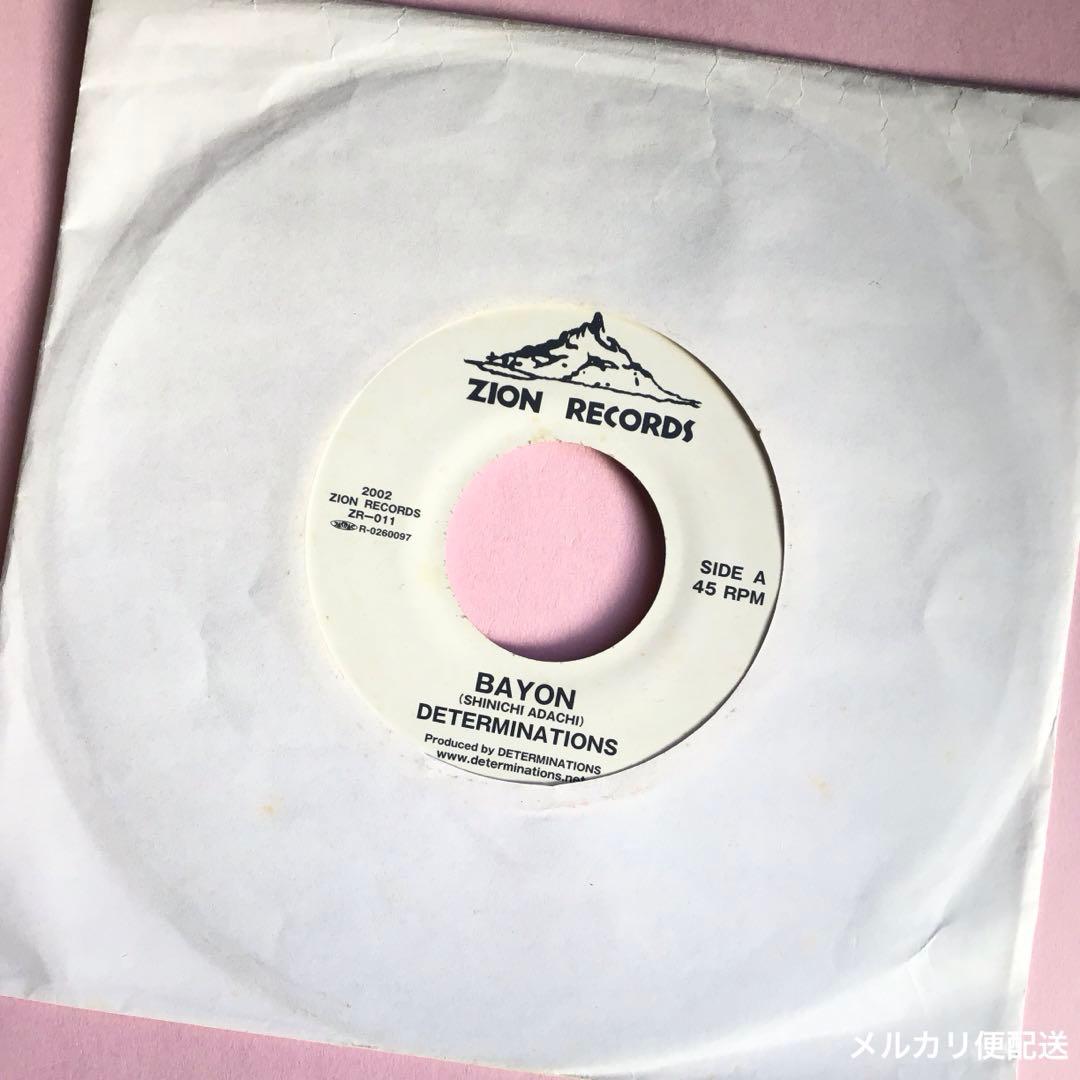 ZION RECORDS
2002
ZION RECORDS
ZR-011
R-0260097
SIDE A
45 RPM
BAYON
(SHINICHI ADACHI)
DETERMINATIONS
Produced by DETERMINATIONS
www.determinations.net
メルカリ便配送